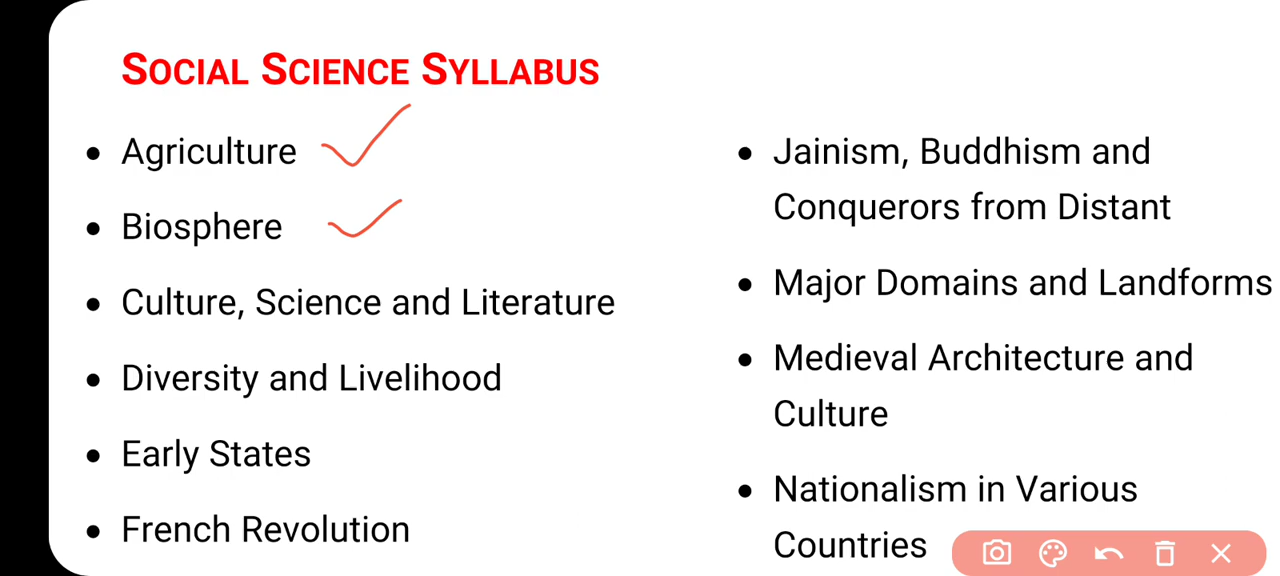 SOCIAL SCIENCE SYLLABUS
• Agriculture
• Biosphere
• Culture, Science and Literature
• Diversity and Livelihood
• Early States
• French Revolution
• Jainism, Buddhism and
Conquerors from Distant
• Major Domains and Landforms
• Medieval Architecture and
Culture
• Nationalism in Various
Countries